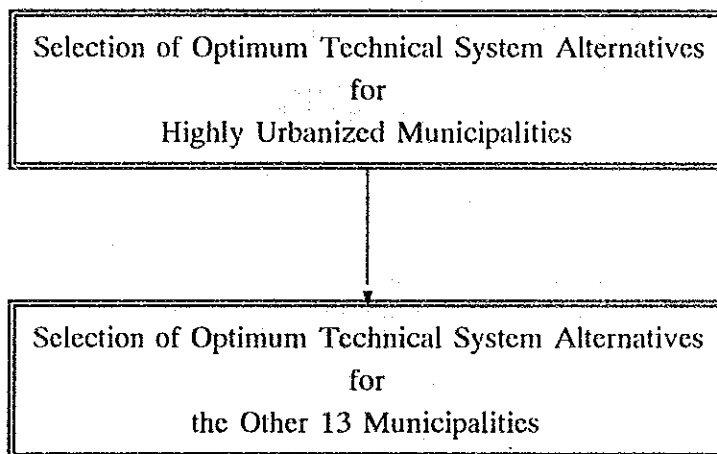 Selection of Optimum Technical System Alternatives
for
Highly Urbanized Municipalities
Selection of Optimum Technical System Alternatives
for
the Other 13 Municipalities